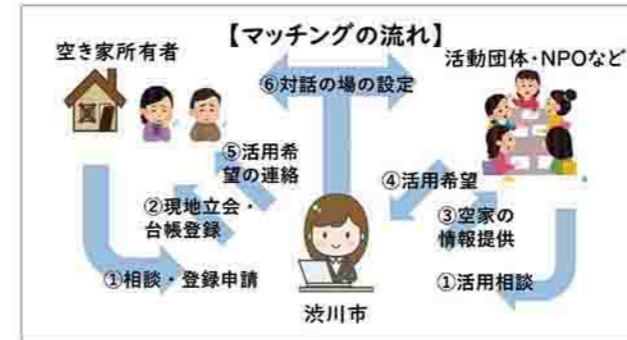 【マッチングの流れ】
空き家所有者
活動団体・NPOなど
⑥対話の場の設定
⑤活用希
望の連絡
④活用希望
②現地立会・
台帳登録
③空家の
情報提供
①相談・登録申請
①活用相談
渋川市